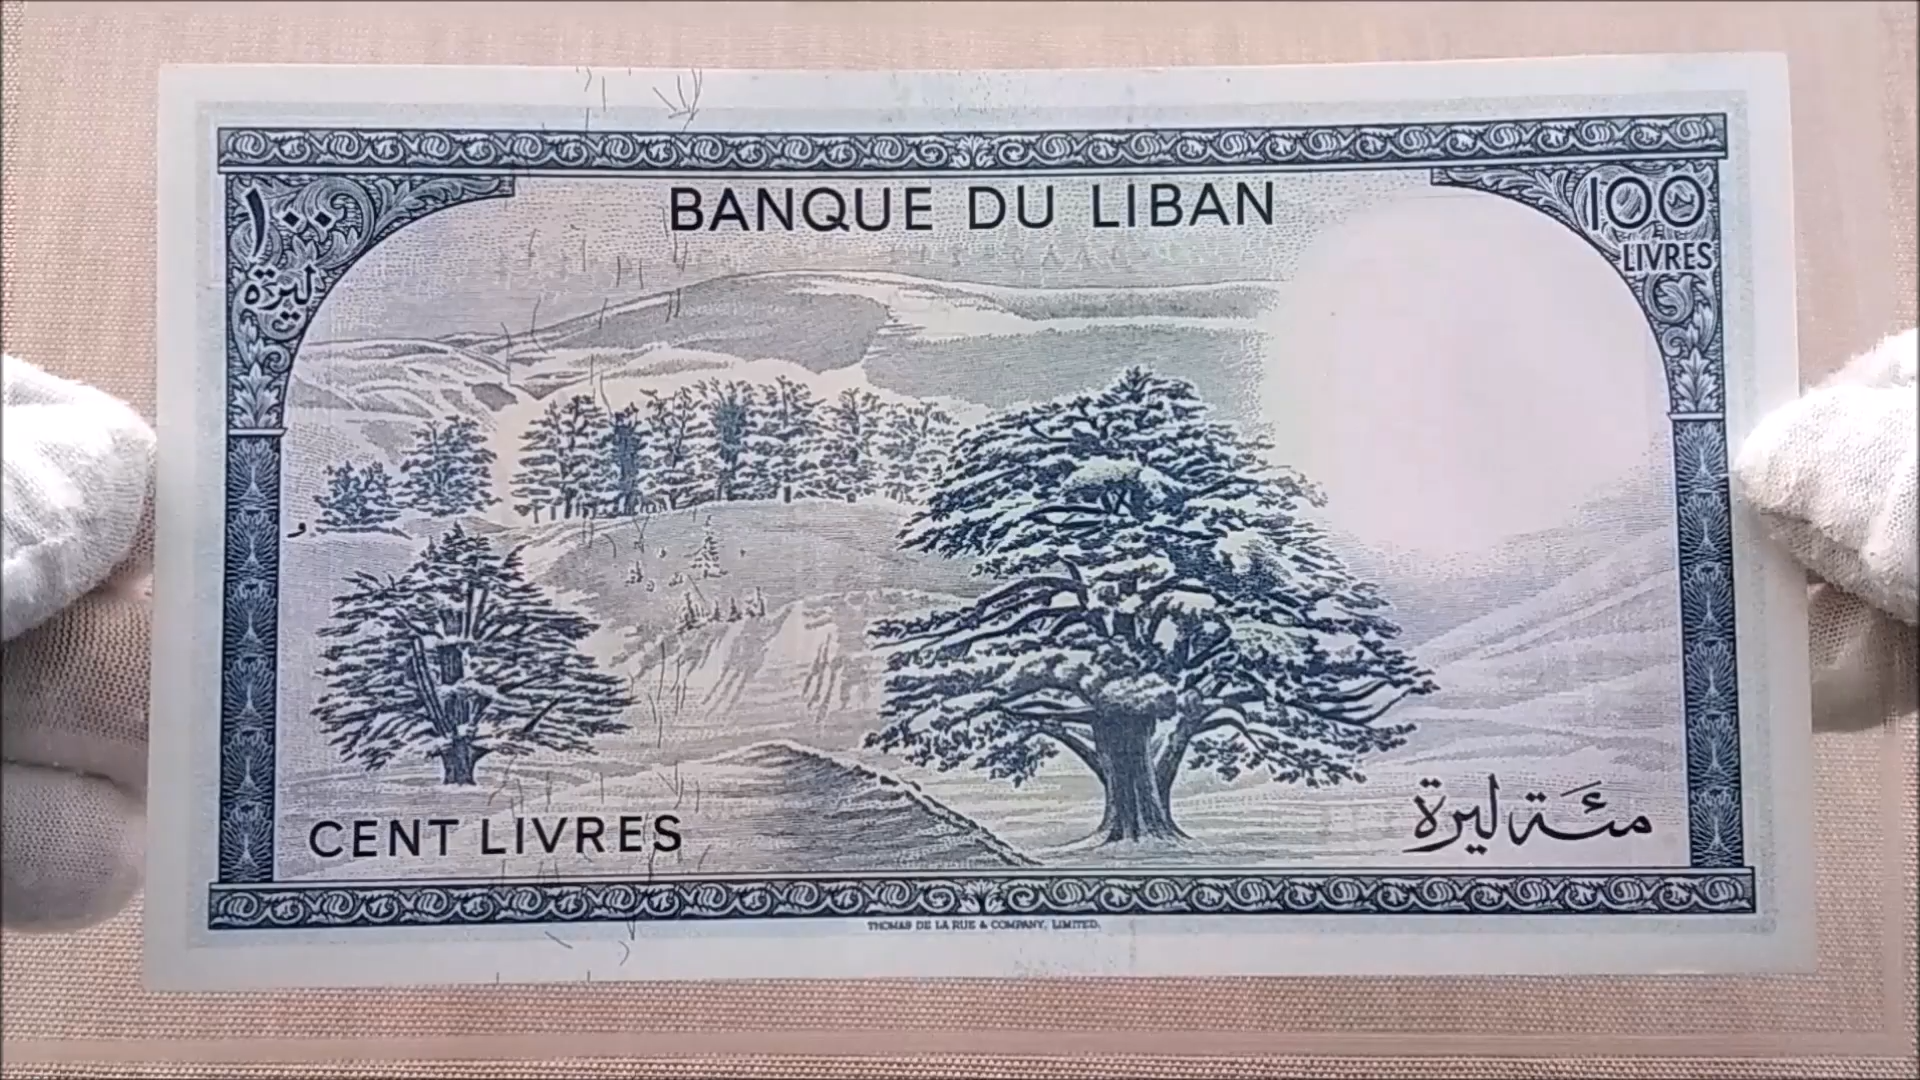 BANQUE DU LIBAN
١٠٠
ليرة
100
LIVRES
CENT LIVRES
مئة ليرة
THOMAS DE LA RUE & COMPANY, LIMITED.